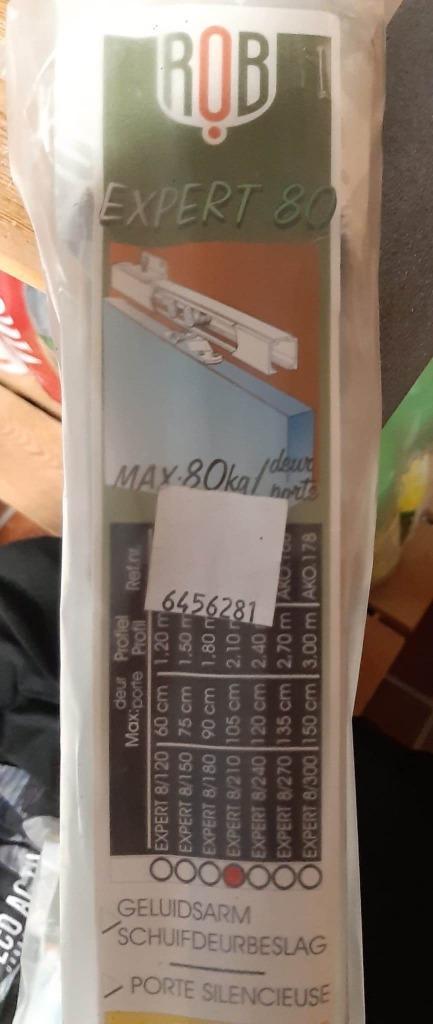 ROB
EXPERT 80
MAX. 80kg/deur
porte
Max: deur porte Profiel Profil Ref.nr.
EXPERT 8/120 60 cm 1.20 m
EXPERT 8/150 75 cm 1.50 m
EXPERT 8/180 90 cm 1.80 m
EXPERT 8/210 105 cm 2.10
EXPERT 8/240 120 cm 2.40
EXPERT 8/270 135 cm 2.70 m
EXPERT 8/300 150 cm 3.00 m AKO.178
6456281
GELUIDSARM
SCHUIFDEURBESLAG
PORTE SILENCIEUSE
ECO